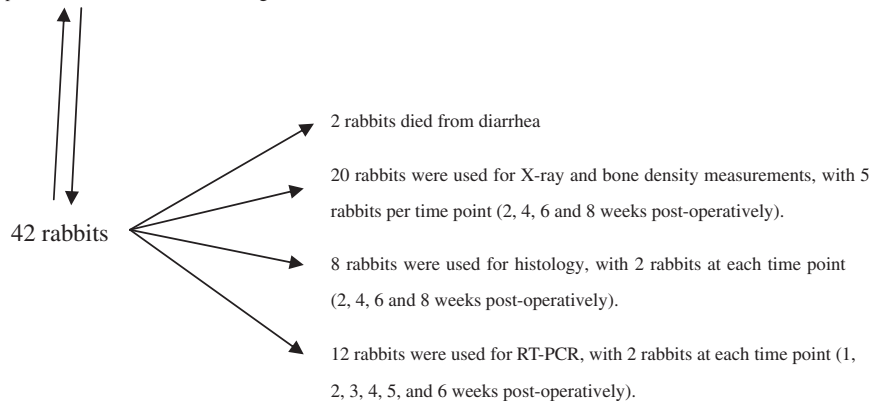 2 rabbits died from diarrhea
20 rabbits were used for X-ray and bone density measurements, with 5
rabbits per time point (2, 4, 6 and 8 weeks post-operatively).
42 rabbits
8 rabbits were used for histology, with 2 rabbits at each time point
(2, 4, 6 and 8 weeks post-operatively).
12 rabbits were used for RT-PCR, with 2 rabbits at each time point (1,
2, 3, 4, 5, and 6 weeks post-operatively).